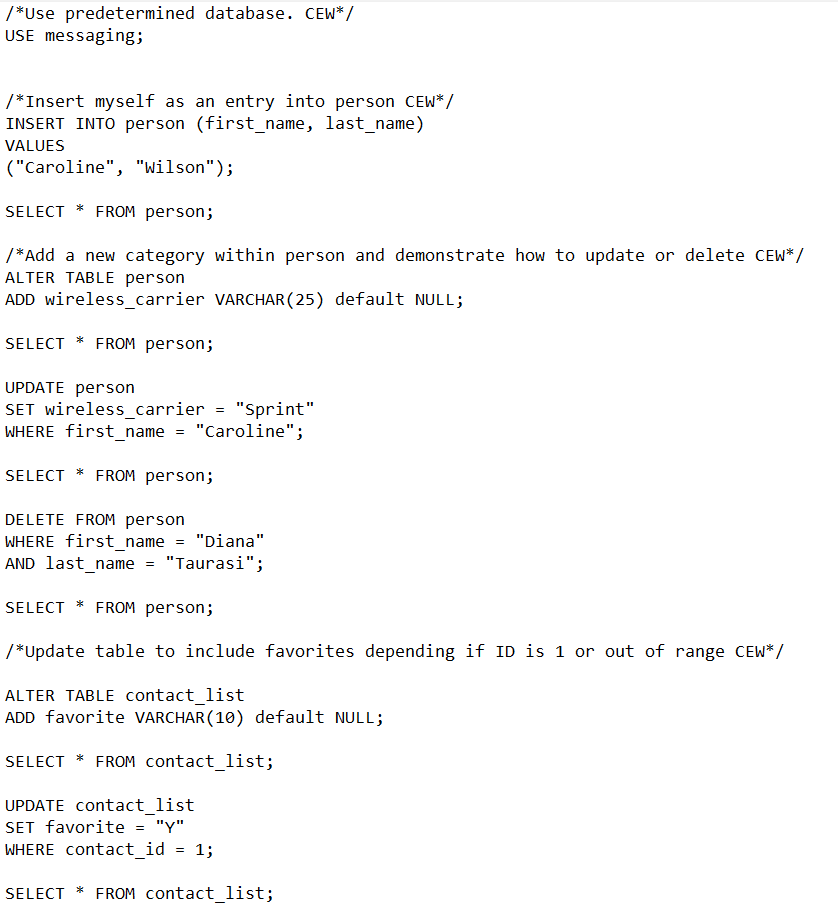 /*Use predetermined database. CEW*/
USE messaging;
/*Insert myself as an entry into person CEW*/
INSERT INTO person (first_name, last_name)
VALUES
("Caroline", "Wilson");
SELECT * FROM person;
/*Add a new category within person and demonstrate how to update or delete CEW*/
ALTER TABLE person
ADD wireless_carrier VARCHAR(25) default NULL;
SELECT * FROM person;
UPDATE person
SET wireless_carrier = "Sprint"
WHERE first_name = "Caroline";
SELECT * FROM person;
DELETE FROM person
WHERE first_name = "Diana"
AND last_name = "Taurasi";
SELECT * FROM person;
/*Update table to include favorites depending if ID is 1 or out of range CEW*/
ALTER TABLE contact_list
ADD favorite VARCHAR(10) default NULL;
SELECT * FROM contact_list;
UPDATE contact_list
SET favorite = "Y"
WHERE contact_id = 1;
SELECT * FROM contact_list;